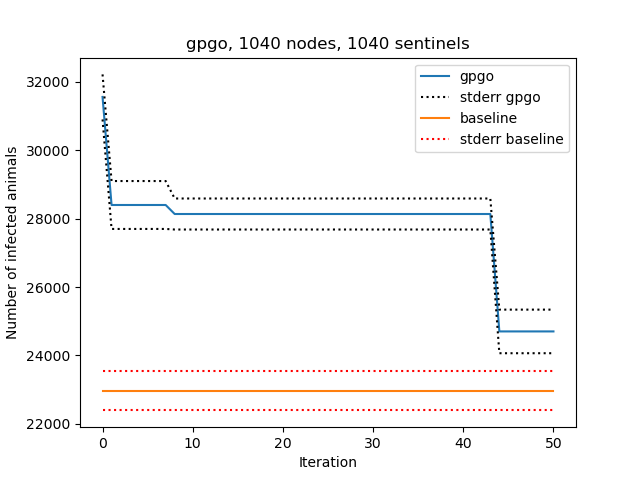 gpgo, 1040 nodes, 1040 sentinels
Number of infected animals
32000
30000
28000
26000
24000
22000
gpgo
stderr gpgo
baseline
stderr baseline
0 10 20 30 40 50
Iteration